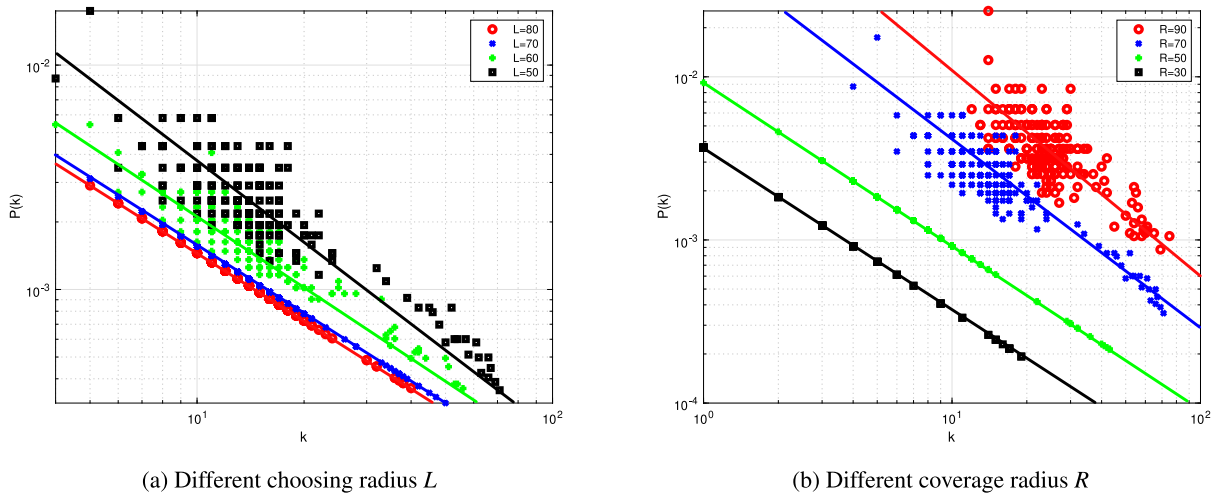 L=80
L=70
L=60
L=50
10^-2
10^-3
P(k)
10^1
10^2
k
(a) Different choosing radius L
R=90
R=70
R=50
R=30
10^-2
10^-3
10^-4
P(k)
10^0
10^1
10^2
k
(b) Different coverage radius R